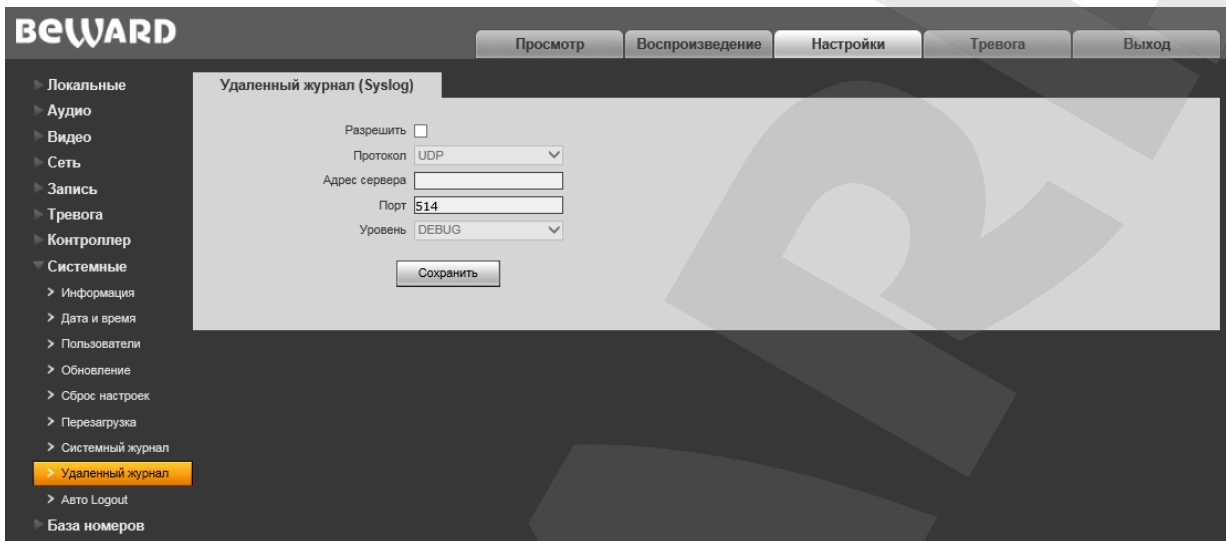 BEWARD
Просмотр Воспроизведение Настройки Тревога Выход
Локальные
Аудио
Видео
Сеть
Запись
Тревога
Контроллер
Системные
Информация
Дата и время
Пользователи
Обновление
Сброс настроек
Перезагрузка
Системный журнал
Удаленный журнал
Авто Logout
База номеров
Удаленный журнал (Syslog)
Разрешить
Протокол UDP
Адрес сервера
Порт 514
Уровень DEBUG
Сохранить